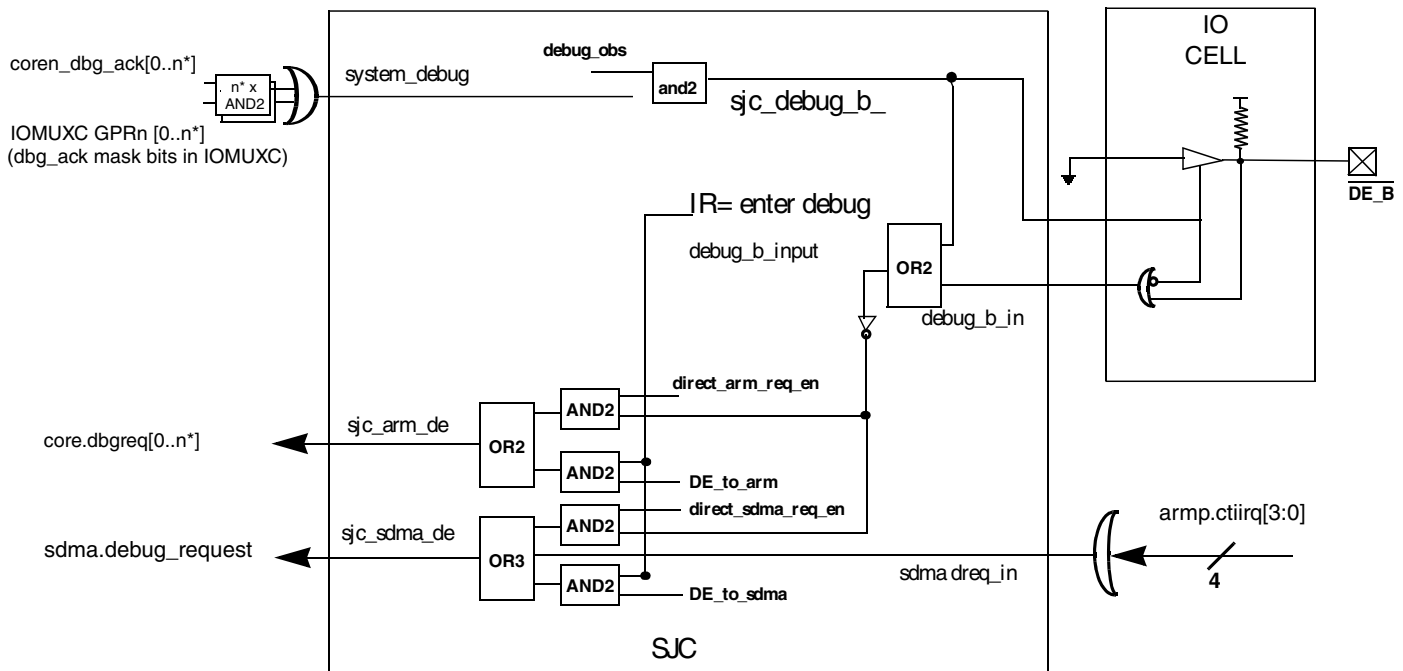 IO
CELL
debug_obs
coren_dbg_ack[0..n*]
system_debug
n* x
AND2
and2
sjc_debug_b_
IOMUXC GPRn [0..n*]
(dbg_ack mask bits in IOMUXC)
DE_B
IR= enter debug
debug_b_input
OR2
debug_b_in
direct_arm_req_en
AND2
sjc_arm_de
core.dbgreq[0..n*]
OR2
AND2
DE_to_arm
direct_sdma_req_en
AND2
sjc_sdma_de
armp.ctiirq[3:0]
sdma.debug_request
OR3
sdma dreq_in
4
AND2
DE_to_sdma
SJC